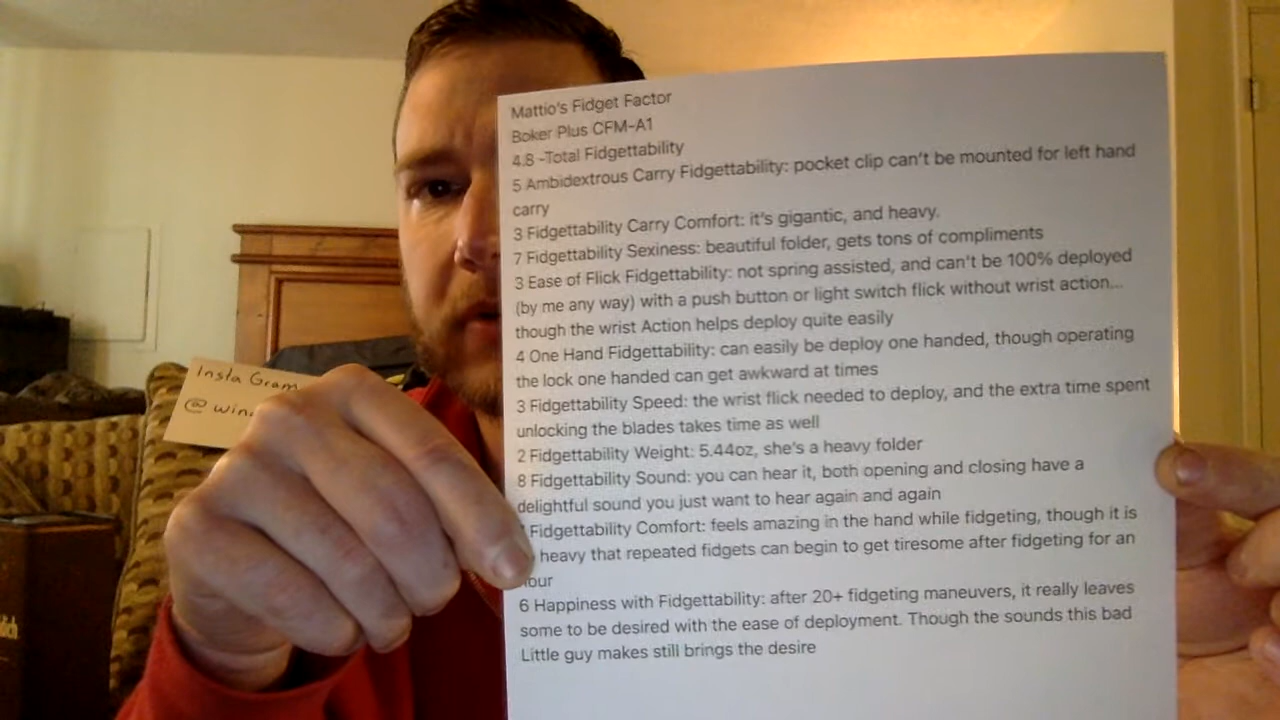 Mattio's Fidget Factor
Boker Plus CFM-A1
4.8 -Total Fidgettability
5 Ambidextrous Carry Fidgettability: pocket clip can't be mounted for left hand
carry
3 Fidgettability Carry Comfort: it's gigantic, and heavy.
7 Fidgettability Sexiness: beautiful folder, gets tons of compliments
3 Ease of Flick Fidgettability: not spring assisted, and can't be 100% deployed
(by me any way) with a push button or light switch flick without wrist action...
though the wrist Action helps deploy quite easily
4 One Hand Fidgettability: can easily be deploy one handed, though operating
the lock one handed can get awkward at times
3 Fidgettability Speed: the wrist flick needed to deploy, and the extra time spent
unlocking the blades takes time as well
2 Fidgettability Weight: 5.44oz, she's a heavy folder
8 Fidgettability Sound: you can hear it, both opening and closing have a
delightful sound you just want to hear again and again
Fidgettability Comfort: feels amazing in the hand while fidgeting, though it is
heavy that repeated fidgets can begin to get tiresome after fidgeting for an
hour
6 Happiness with Fidgettability: after 20+ fidgeting maneuvers, it really leaves
some to be desired with the ease of deployment. Though the sounds this bad
Little guy makes still brings the desire
Insta Gram
@